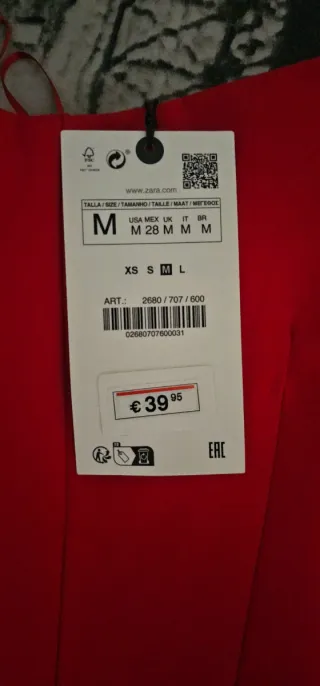 www.zara.com
TALLA / SIZE / TAMANHO / TAILLE / MAAT / ΜΕΓΕΘΟΣ
M
USA MEX UK IT BR
M 28 M M M
XS S M L
ART.: 2680 / 707 / 600
02680707600031
€ 39 95
EAC